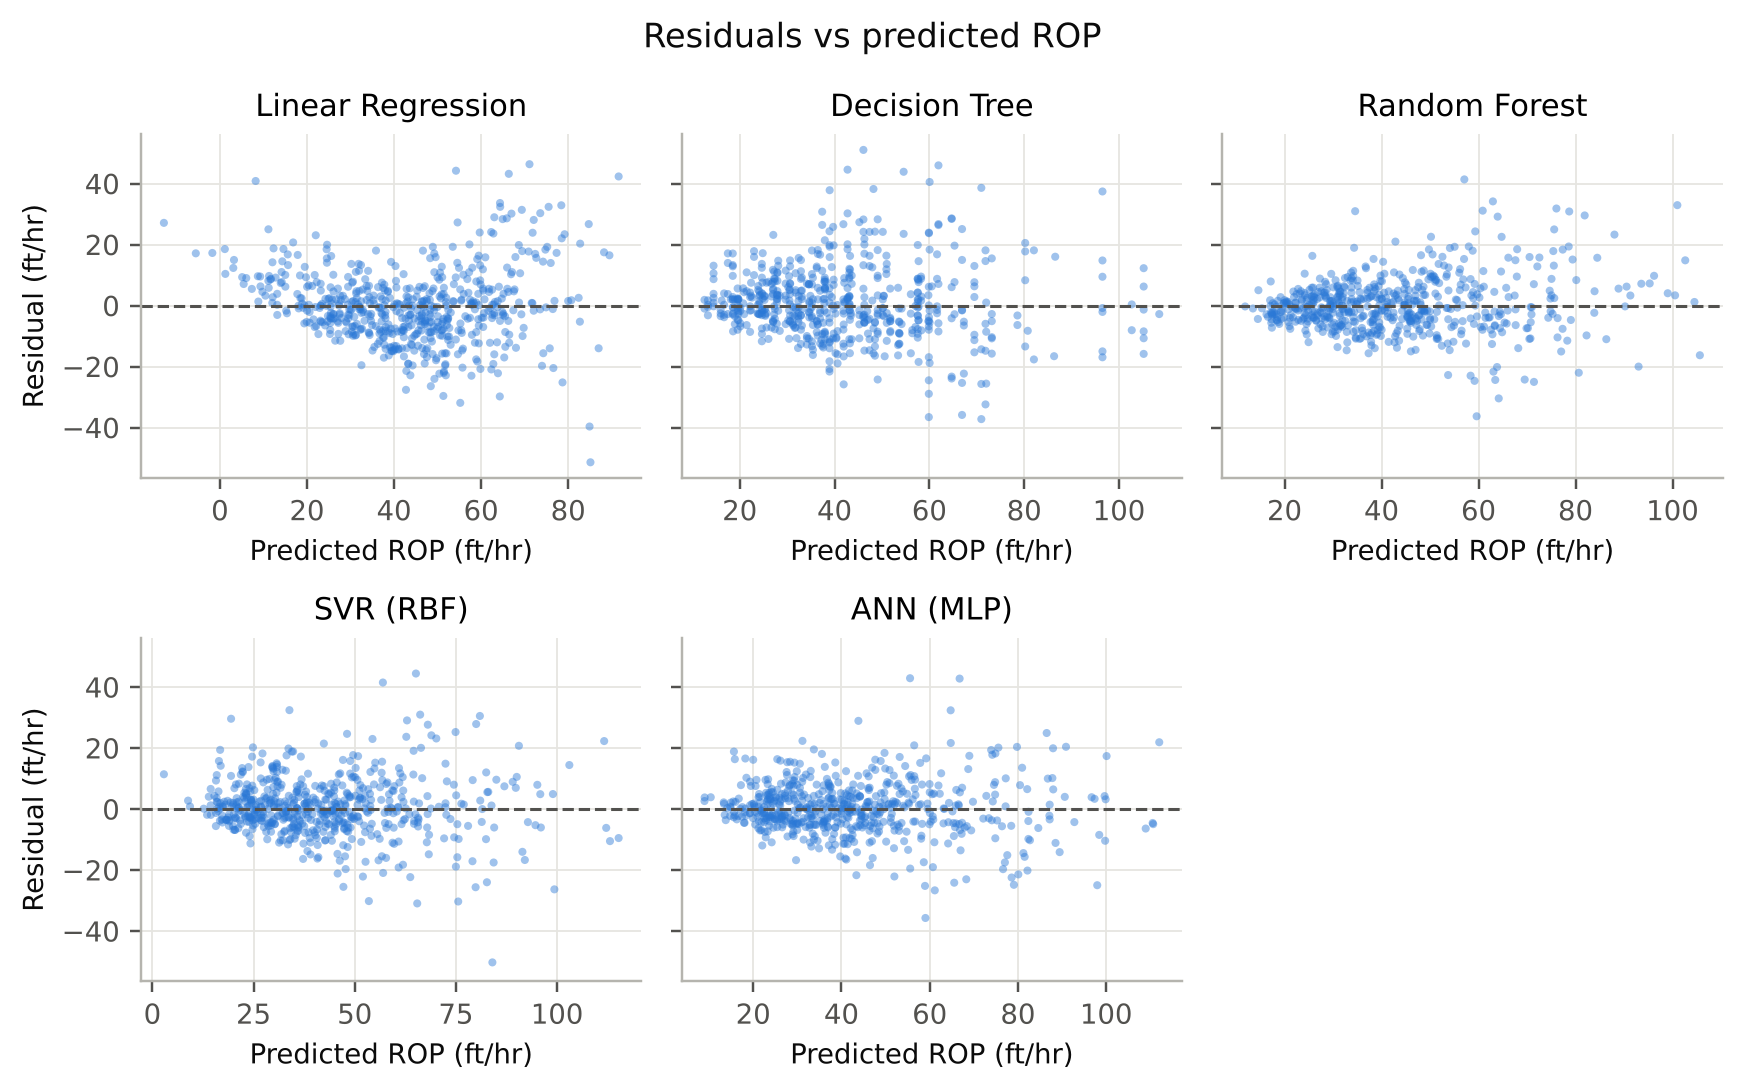 Residuals vs predicted ROP
Linear Regression
Decision Tree
Random Forest
Residual (ft/hr)
40
20
0
−20
−40
0 20 40 60 80
20 40 60 80 100
20 40 60 80 100
Predicted ROP (ft/hr)
Predicted ROP (ft/hr)
Predicted ROP (ft/hr)
SVR (RBF)
ANN (MLP)
Residual (ft/hr)
40
20
0
−20
−40
0 25 50 75 100
20 40 60 80 100
Predicted ROP (ft/hr)
Predicted ROP (ft/hr)